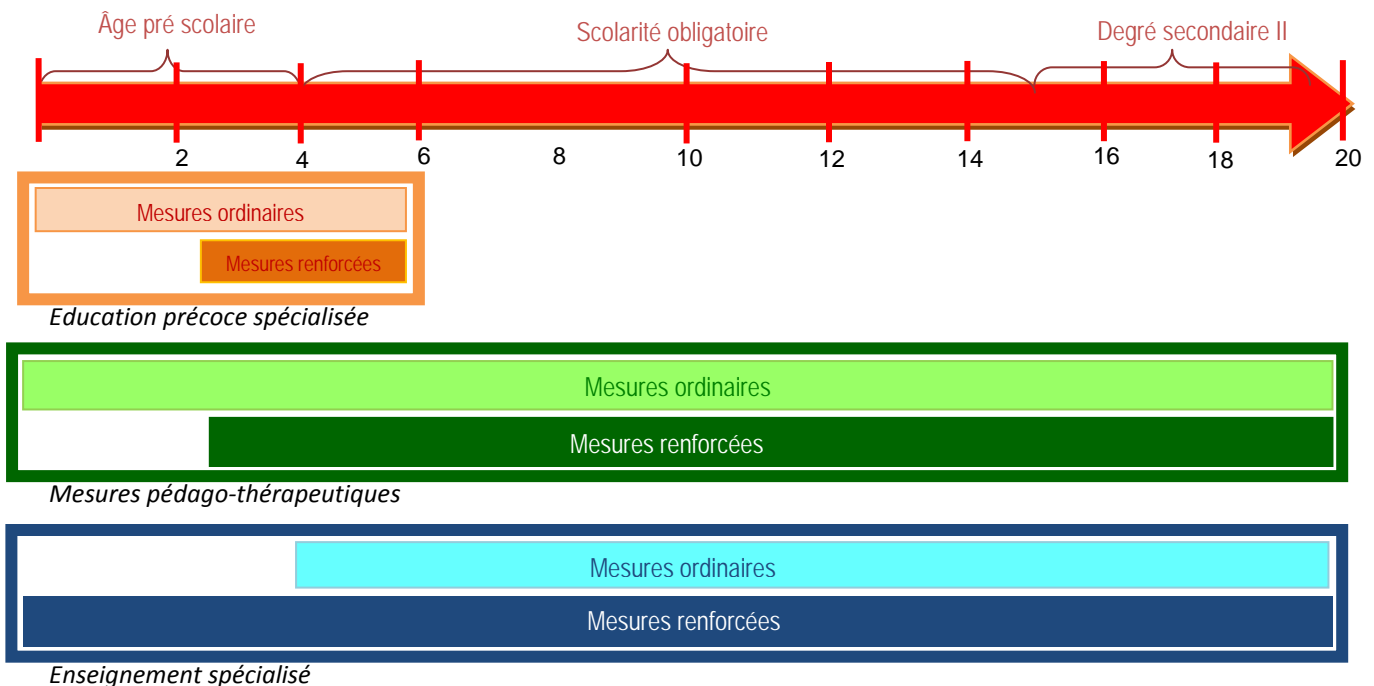 Âge pré scolaire
Scolarité obligatoire
Degré secondaire II
2 4 6 8 10 12 14 16 18 20
Mesures ordinaires
Mesures renforcées
Education précoce spécialisée
Mesures ordinaires
Mesures renforcées
Mesures pédago-thérapeutiques
Mesures ordinaires
Mesures renforcées
Enseignement spécialisé